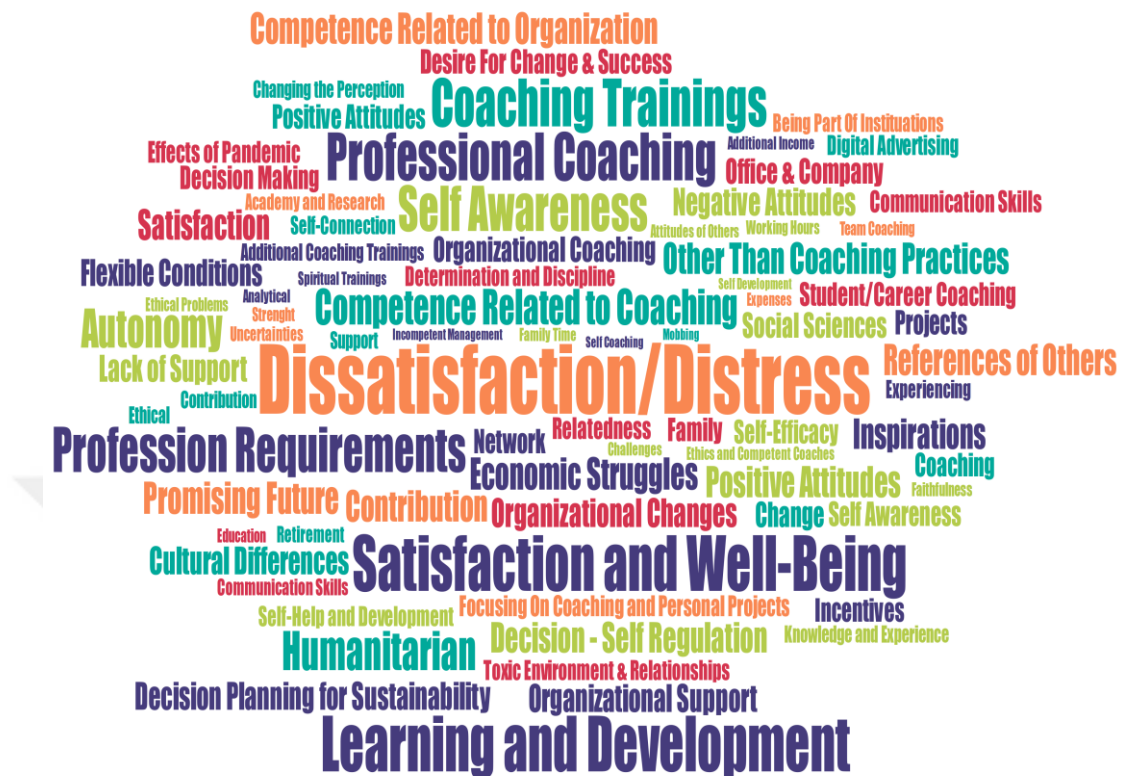 Competence Related to Organization
Desire For Change & Success
Changing the Perception
Positive Attitudes
Coaching Trainings
Being Part Of Instituations
Effects of Pandemic
Professional Coaching
Additional Income
Digital Advertising
Decision Making
Office & Company
Academy and Research
Self Awareness
Negative Attitudes
Communication Skills
Satisfaction
Self-Connection
Attitudes of Others
Working Hours
Team Coaching
Additional Coaching Trainings
Organizational Coaching
Other Than Coaching Practices
Flexible Conditions
Spiritual Trainings
Determination and Discipline
Self Development
Ethical Problems
Analytical
Competence Related to Coaching
Expenses
Student/Career Coaching
Autonomy
Strenght
Uncertainties
Support
Incompetent Management
Family Time
Self Coaching
Mobbing
Social Sciences
Projects
Lack of Support
Dissatisfaction/Distress
References of Others
Experiencing
Contribution
Ethical
Profession Requirements
Network
Relatedness
Family
Self-Efficacy
Inspirations
Challenges
Ethics and Competent Coaches
Coaching
Economic Struggles
Positive Attitudes
Faithfulness
Promising Future
Contribution
Organizational Changes
Change
Self Awareness
Education
Retirement
Cultural Differences
Satisfaction and Well-Being
Communication Skills
Self-Help and Development
Focusing On Coaching and Personal Projects
Incentives
Humanitarian
Decision - Self Regulation
Knowledge and Experience
Toxic Environment & Relationships
Decision Planning for Sustainability
Organizational Support
Learning and Development